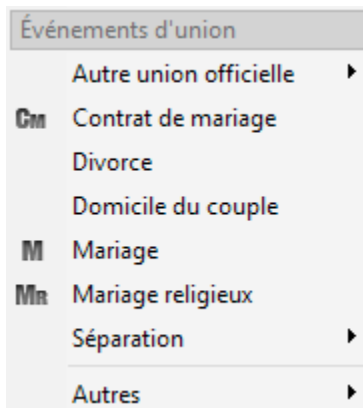 Événements d'union
Autre union officielle
CM Contrat de mariage
Divorce
Domicile du couple
M Mariage
MR Mariage religieux
Séparation
Autres